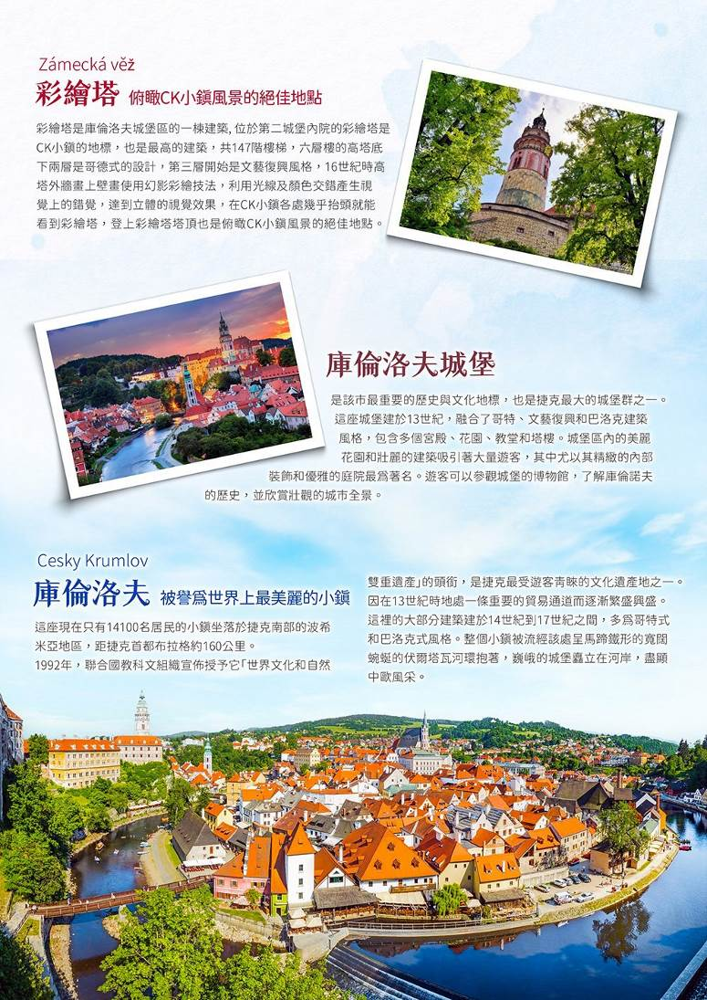 Zámecká věž
彩繪塔 俯瞰CK小鎮風景的絕佳地點
彩繪塔是庫倫洛夫城堡區的一棟建築, 位於第二城堡內院的彩繪塔是
CK小鎮的地標，也是最高的建築，共147階樓梯，六層樓的高塔底
下兩層是哥德式的設計，第三層開始是文藝復興風格，16世紀時高
塔外牆畫上壁畫使用幻影彩繪技法，利用光線及顏色交錯產生視
覺上的錯覺，達到立體的視覺效果，在CK小鎮各處幾乎抬頭就能
看到彩繪塔，登上彩繪塔塔頂也是俯瞰CK小鎮風景的絕佳地點。
庫倫洛夫城堡
是該市最重要的歷史與文化地標，也是捷克最大的城堡群之一。
這座城堡建於13世紀，融合了哥特、文藝復興和巴洛克建築
風格，包含多個宮殿、花園、教堂和塔樓。城堡區內的美麗
花園和壯麗的建築吸引著大量遊客，其中尤以其精緻的內部
裝飾和優雅的庭院最為著名。遊客可以參觀城堡的博物館，了解庫倫諾夫
的歷史，並欣賞壯觀的城市全景。
Cesky Krumlov
庫倫洛夫 被譽為世界上最美麗的小鎮
這座現在只有14100名居民的小鎮坐落於捷克南部的波希
米亞地區，距捷克首都布拉格約160公里。
1992年，聯合國教科文組織宣佈授予它「世界文化和自然
雙重遺產」的頭銜，是捷克最受遊客青睞的文化遺產地之一。
因在13世紀時地處一條重要的貿易通道而逐漸繁盛興盛。
這裡的大部分建築建於14世紀到17世紀之間，多為哥特式
和巴洛克式風格。整個小鎮被流經該處呈馬蹄鐵形的寬闊
蜿蜒的伏爾塔瓦河環抱著，巍峨的城堡矗立在河岸，盡顯
中歐風采。